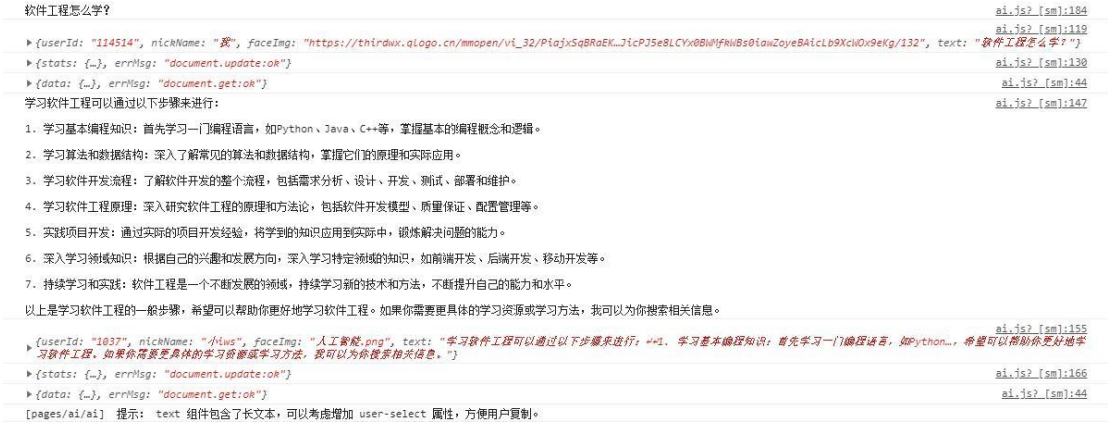 软件工程怎么学？ ai.js? [sm]:184
ai.js? [sm]:119
{userId: "114514", nickName: "我", faceImg: "https://thirdwx.qlogo.cn/mmopen/vi_32/PiajxSqBRaEK…JicPJ5e8LCYx0BWMfkWBs0iawZoyeBAicLb9XcWOx9eKg/132", text: "软件工程怎么学？"}
{stats: {…}, errMsg: "document.update:ok"} ai.js? [sm]:130
{data: {…}, errMsg: "document.get:ok"} ai.js? [sm]:44
学习软件工程可以通过以下步骤来进行： ai.js? [sm]:147
1. 学习基本编程知识：首先学习一门编程语言，如Python、Java、C++等，掌握基本的编程概念和逻辑。
2. 学习算法和数据结构：深入了解常见的算法和数据结构，掌握它们的原理和实际应用。
3. 学习软件开发流程：了解软件开发的整个流程，包括需求分析、设计、开发、测试、部署和维护。
4. 学习软件工程原理：深入研究软件工程的原理和方法论，包括软件开发模型、质量保证、配置管理等。
5. 实践项目开发：通过实际的项目开发经验，将学到的知识应用到实际中，锻炼解决问题的能力。
6. 深入学习领域知识：根据自己的兴趣和发展方向，深入学习特定领域的知识，如前端开发、后端开发、移动开发等。
7. 持续学习和实践：软件工程是一个不断发展的领域，持续学习新的技术和方法，不断提升自己的能力和水平。
以上是学习软件工程的一般步骤，希望可以帮助你更好地学习软件工程。如果你需要更具体的学习资源或学习方法，我可以为你搜索相关信息。
ai.js? [sm]:155
{userId: "1037", nickName: "小iws", faceImg: "人工智能.png", text: "学习软件工程可以通过以下步骤来进行：↵↵1. 学习基本编程知识：首先学习一门编程语言，如Python…，希望可以帮助你更好地学
习软件工程。如果你需要更具体的学习资源或学习方法，我可以为你搜索相关信息。"}
{stats: {…}, errMsg: "document.update:ok"} ai.js? [sm]:166
{data: {…}, errMsg: "document.get:ok"} ai.js? [sm]:44
[pages/ai/ai] 提示： text 组件包含了长文本，可以考虑增加 user-select 属性，方便用户复制。